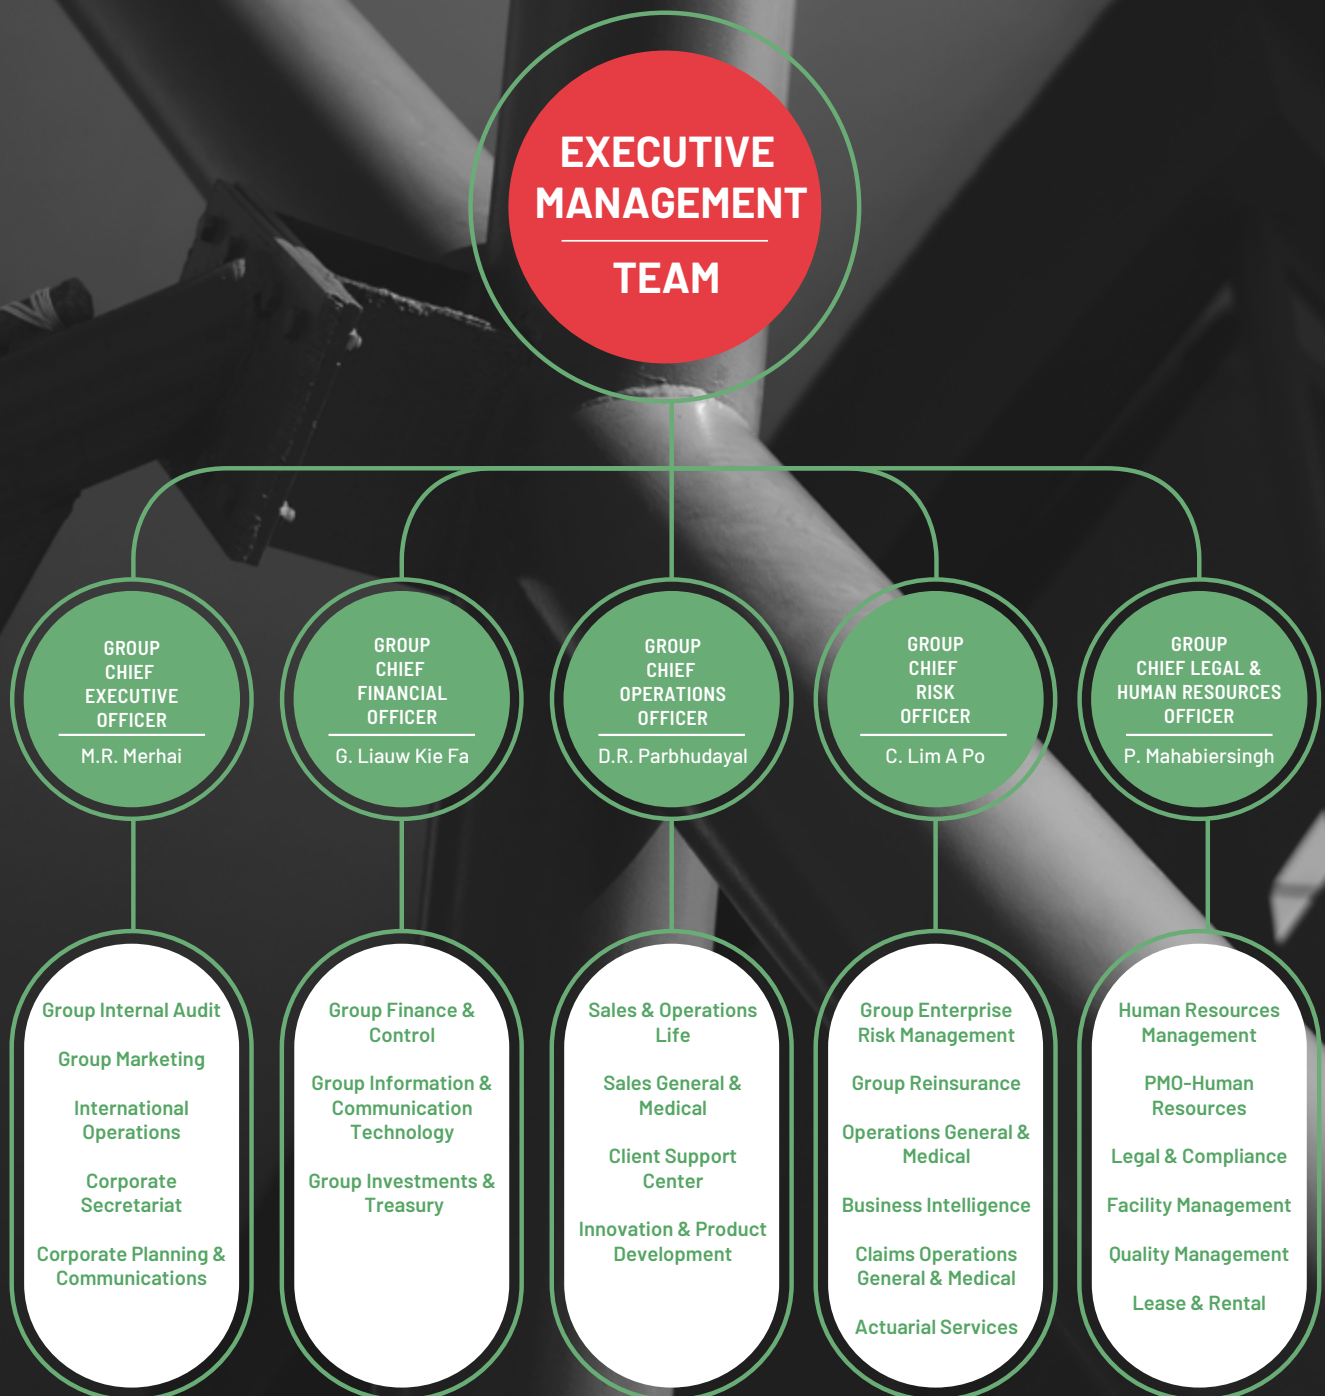 EXECUTIVE
MANAGEMENT
TEAM
GROUP
CHIEF
EXECUTIVE
OFFICER
M.R. Merhai
GROUP
CHIEF
FINANCIAL
OFFICER
G. Liauw Kie Fa
GROUP
CHIEF
OPERATIONS
OFFICER
D.R. Parbhudayal
GROUP
CHIEF
RISK
OFFICER
C. Lim A Po
GROUP
CHIEF LEGAL &
HUMAN RESOURCES
OFFICER
P. Mahabiersingh
Group Internal Audit
Group Marketing
International
Operations
Corporate
Secretariat
Corporate Planning &
Communications
Group Finance &
Control
Group Information &
Communication
Technology
Group Investments &
Treasury
Sales & Operations
Life
Sales General &
Medical
Client Support
Center
Innovation & Product
Development
Group Enterprise
Risk Management
Group Reinsurance
Operations General &
Medical
Business Intelligence
Claims Operations
General & Medical
Actuarial Services
Human Resources
Management
PMO-Human
Resources
Legal & Compliance
Facility Management
Quality Management
Lease & Rental